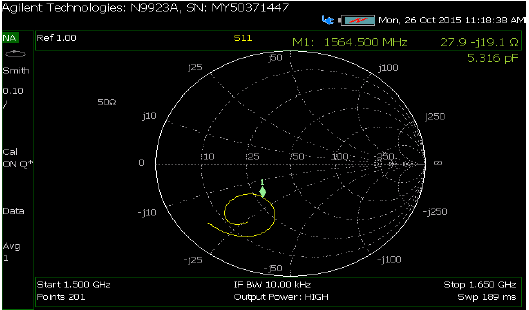 Agilent Technologies: N9923A, SN: MY50371447
Mon, 26 Oct 2015 11:18:38 AM
NA
Ref 1.00
S11
M1: 1564.500 MHz
27.9 -j19.1 Ω
5.316 pF
Smith
0.10
/
Cal
ON Q*
Data
Avg
1
50Ω
j50
j25
j100
j10
j250
0
10
25
50
100
250
∞
-j10
-j250
-j25
-j100
-j50
1
Start 1.500 GHz
IF BW 10.00 kHz
Stop 1.650 GHz
Points 201
Output Power: HIGH
Swp 189 ms